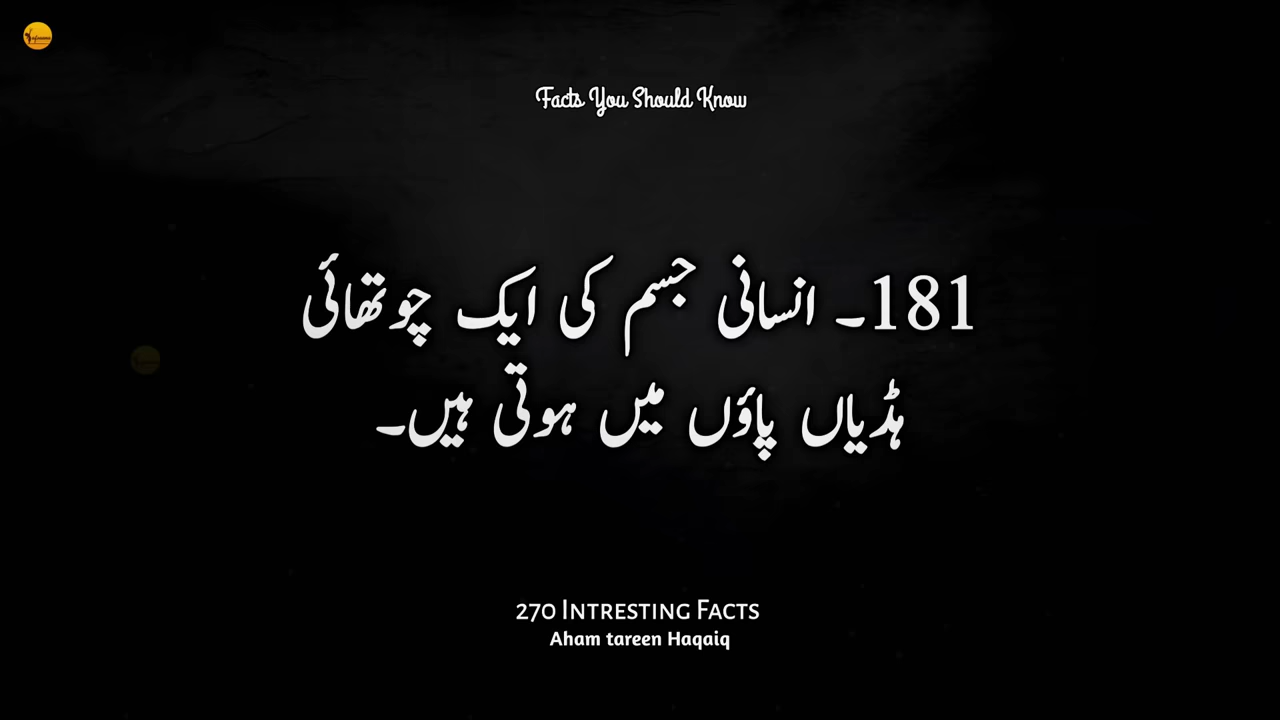 Facts You Should Know
181۔ انسانی جسم کی ایک چوتھائی
ہڈیاں پاؤں میں ہوتی ہیں۔
270 Intresting Facts
Aham tareen Haqaiq